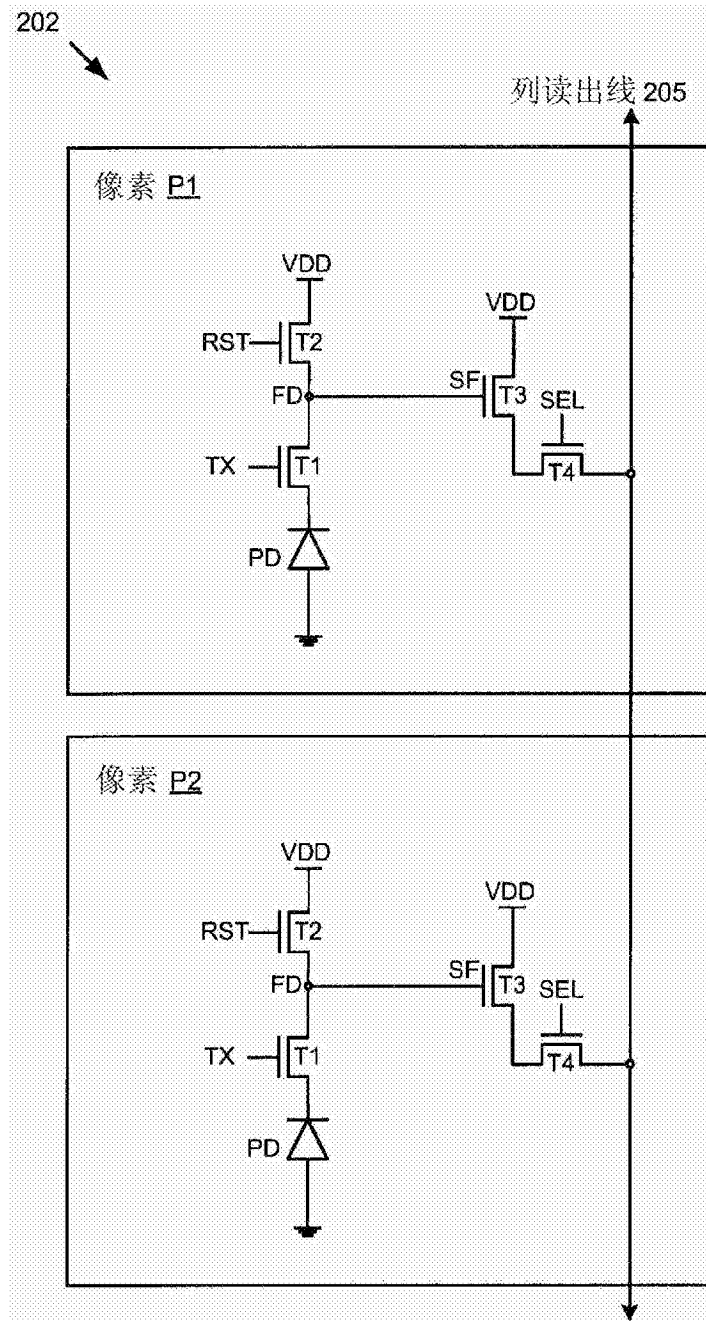 202
列读出线 205
像素 P1
VDD
VDD
RST
T2
SF
T3
SEL
FD
TX
T1
T4
PD
像素 P2
VDD
VDD
RST
T2
SF
T3
SEL
FD
TX
T1
T4
PD